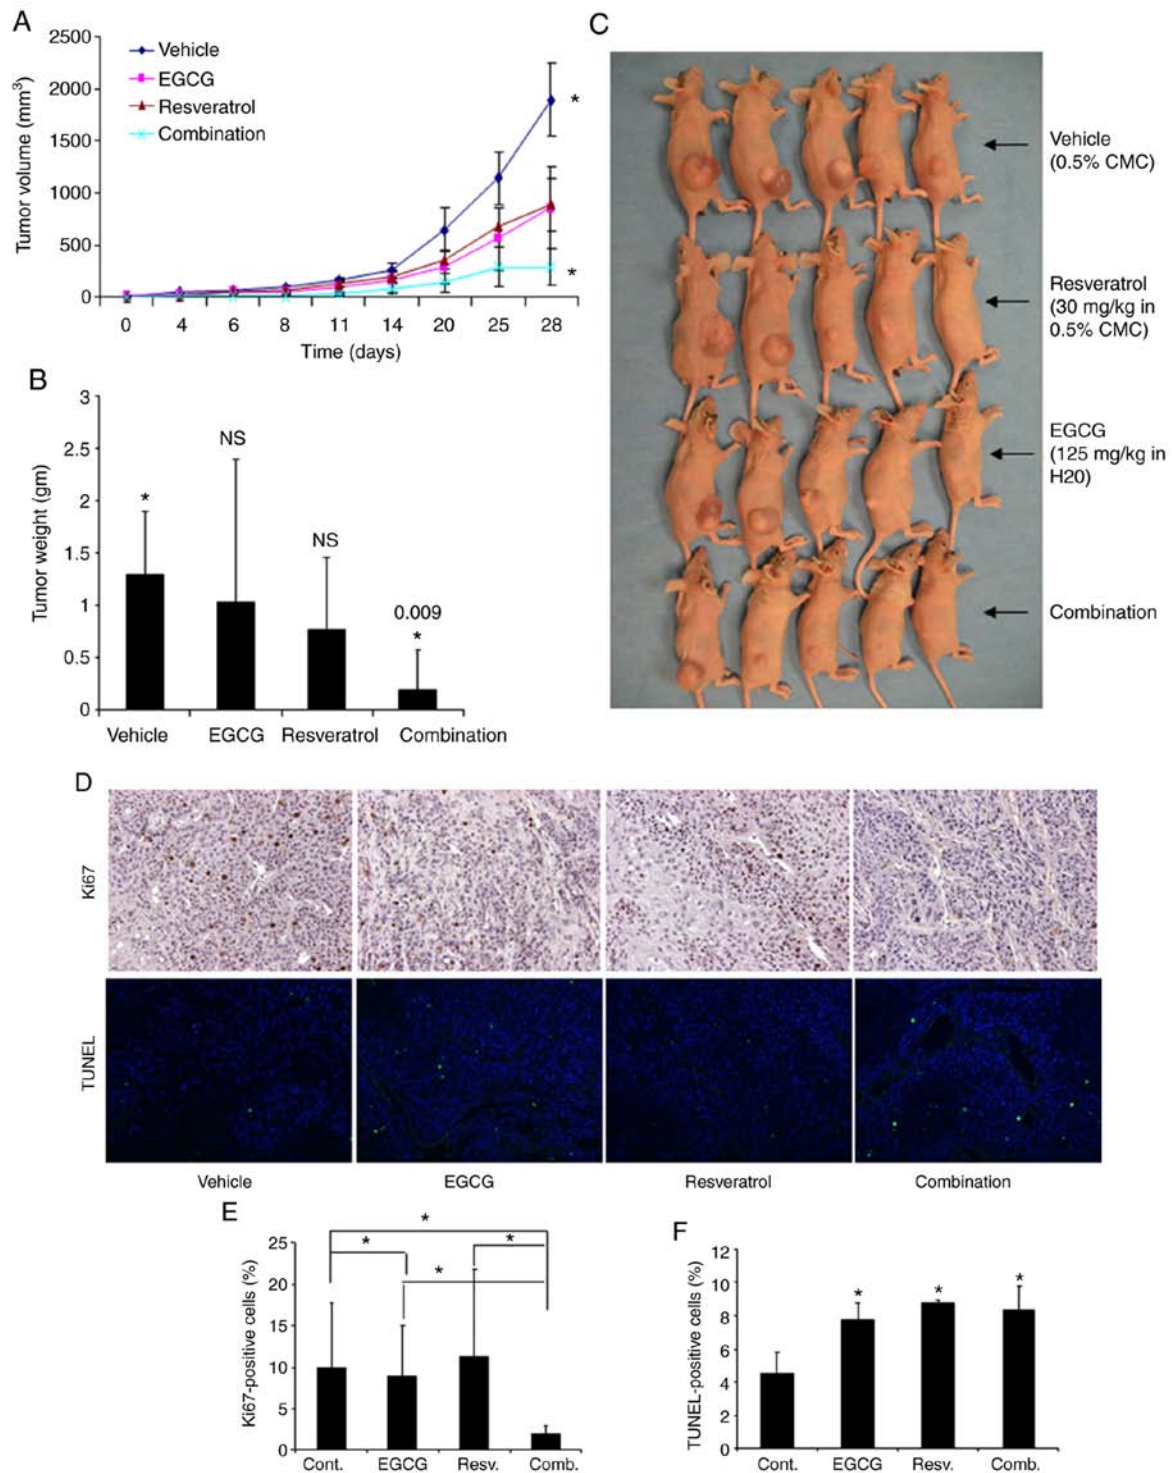 A
Tumor volume (mm³)
2500
2000
1500
1000
500
0
Vehicle
EGCG
Resveratrol
Combination
*
*
0 4 6 8 11 14 20 25 28
Time (days)
B
Tumor weight (gm)
3
2.5
2
1.5
1
0.5
0
*
NS
NS
0.009
*
Vehicle EGCG Resveratrol Combination
C
Vehicle
(0.5% CMC)
Resveratrol
(30 mg/kg in
0.5% CMC)
EGCG
(125 mg/kg in
H20)
Combination
D
Ki67
TUNEL
Vehicle EGCG Resveratrol Combination
E
Ki67-positive cells (%)
25
20
15
10
5
0
*
*
*
*
Cont. EGCG Resv. Comb.
F
TUNEL-positive cells (%)
12
10
8
6
4
2
0
* * *
Cont. EGCG Resv. Comb.